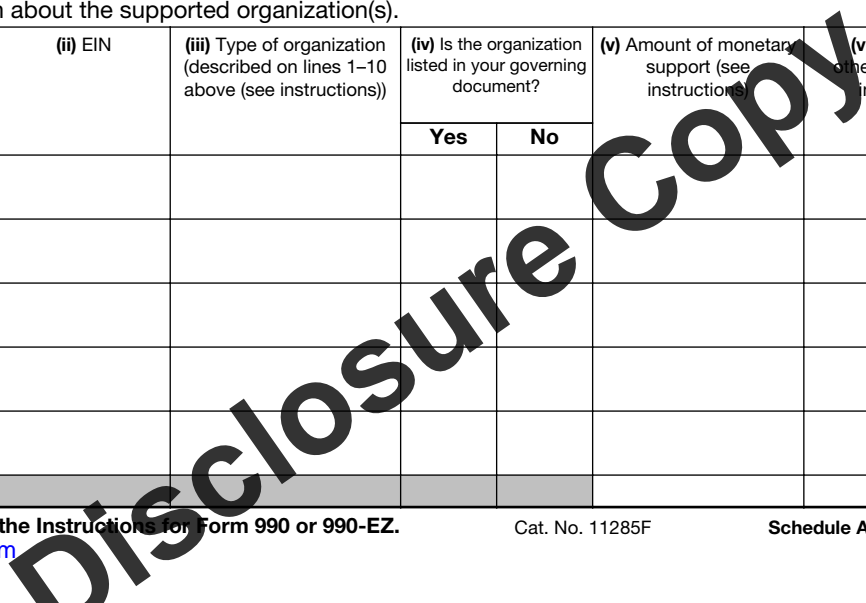 n about the supported organization(s).
(ii) EIN
(iii) Type of organization
(described on lines 1–10
above (see instructions))
(iv) Is the organization
listed in your governing
document?
Yes
No
(v) Amount of monetary
support (see
instructions)
(v
othe
in
Disclosure Copy
the Instructions for Form 990 or 990-EZ.
Cat. No. 11285F
Schedule A
m